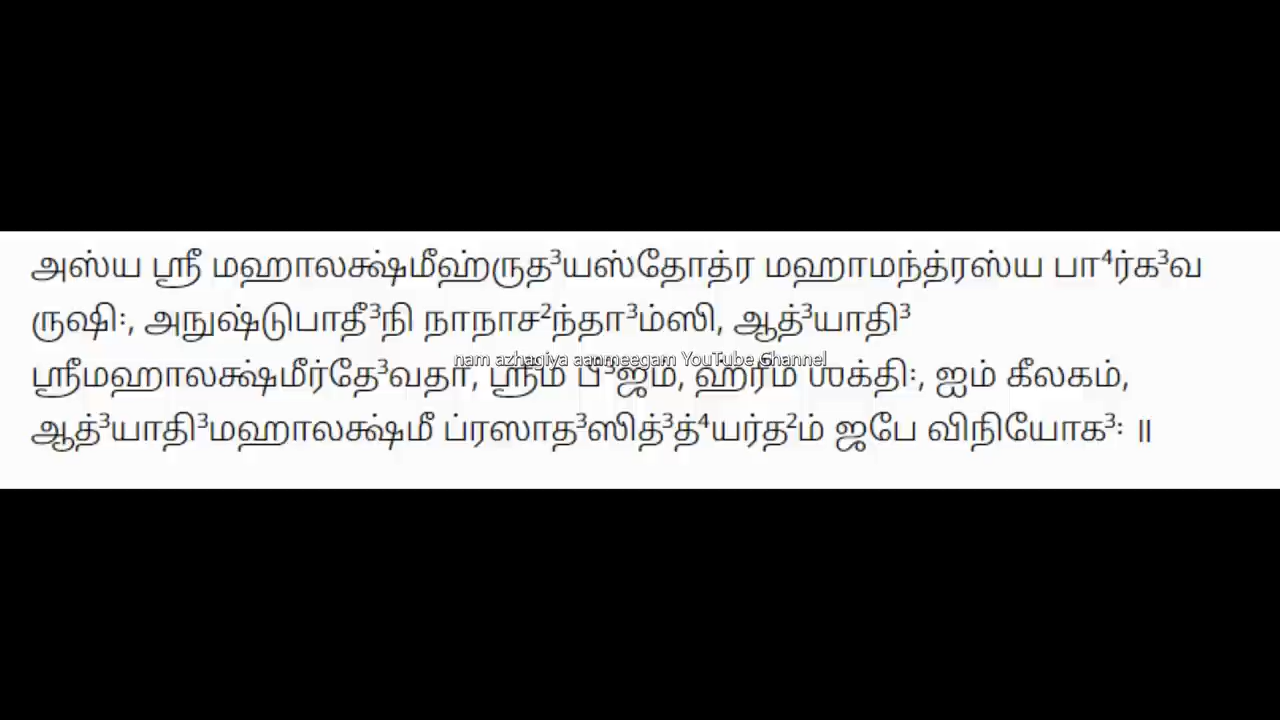 அஸ்ய ஸ்ரீ மஹாலக்ஷ்மீஹ்ருத³யஸ்தோத்ர மஹாமந்த்ரஸ்ய பா⁴ர்க³வ
ருஷி꞉, அநுஷ்டுபாதீ³நி நாநாச²ந்தா³ம்ஸி, ஆத்³யாதி³
nam azhagiya aanmeegam YouTube Channel
ஸ்ரீமஹாலக்ஷ்மீர்தே³வதா, ஸ்ரீம் பீ³ஜம், ஹ்ரீம் ஶக்தி꞉, ஐம் கீலகம்,
ஆத்³யாதி³மஹாலக்ஷ்மீ ப்ரஸாத³ஸித்³த்⁴யர்த²ம் ஜபே விநியோக³꞉ ॥